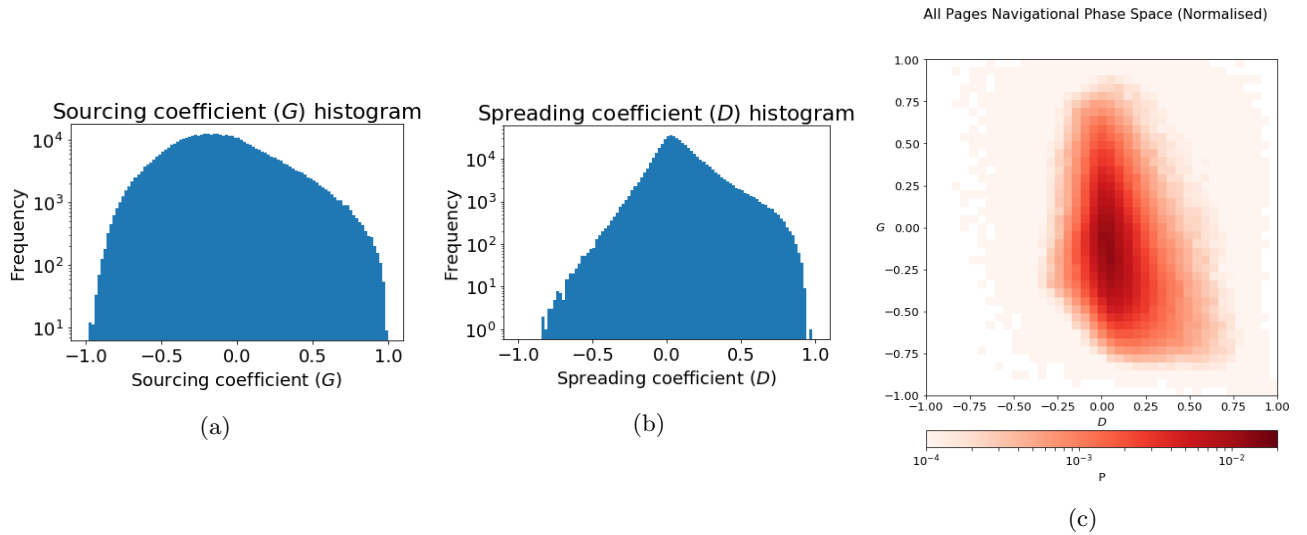 Sourcing coefficient (G) histogram
10^4
10^3
10^2
10^1
Frequency
−1.0 −0.5 0.0 0.5 1.0
Sourcing coefficient (G)
(a)
Spreading coefficient (D) histogram
10^4
10^3
10^2
10^1
10^0
Frequency
−1.0 −0.5 0.0 0.5 1.0
Spreading coefficient (D)
(b)
All Pages Navigational Phase Space (Normalised)
1.00
0.75
0.50
0.25
0.00
−0.25
−0.50
−0.75
−1.00
G
−1.00 −0.75 −0.50 −0.25 0.00 0.25 0.50 0.75 1.00
D
10^−4 10^−3 10^−2
P
(c)